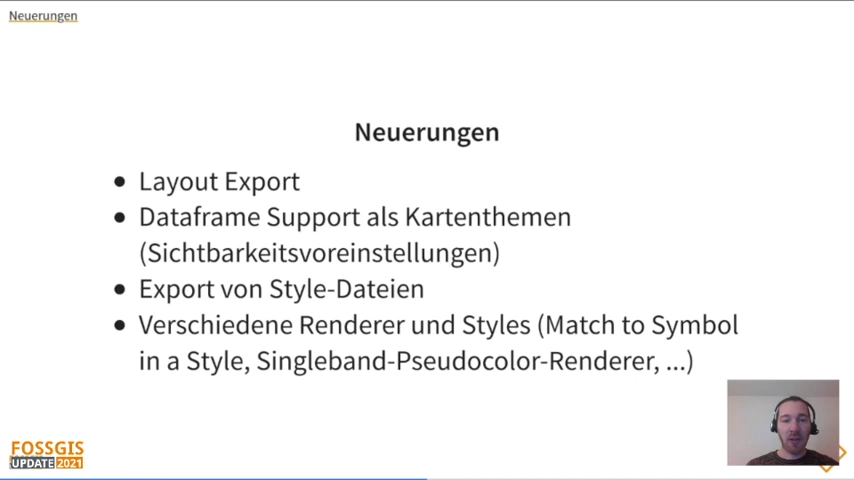 Neuerungen
Neuerungen
• Layout Export
• Dataframe Support als Kartenthemen
(Sichtbarkeitsvoreinstellungen)
• Export von Style-Dateien
• Verschiedene Renderer und Styles (Match to Symbol
in a Style, Singleband-Pseudocolor-Renderer, ...)
FOSSGIS
UPDATE 2021